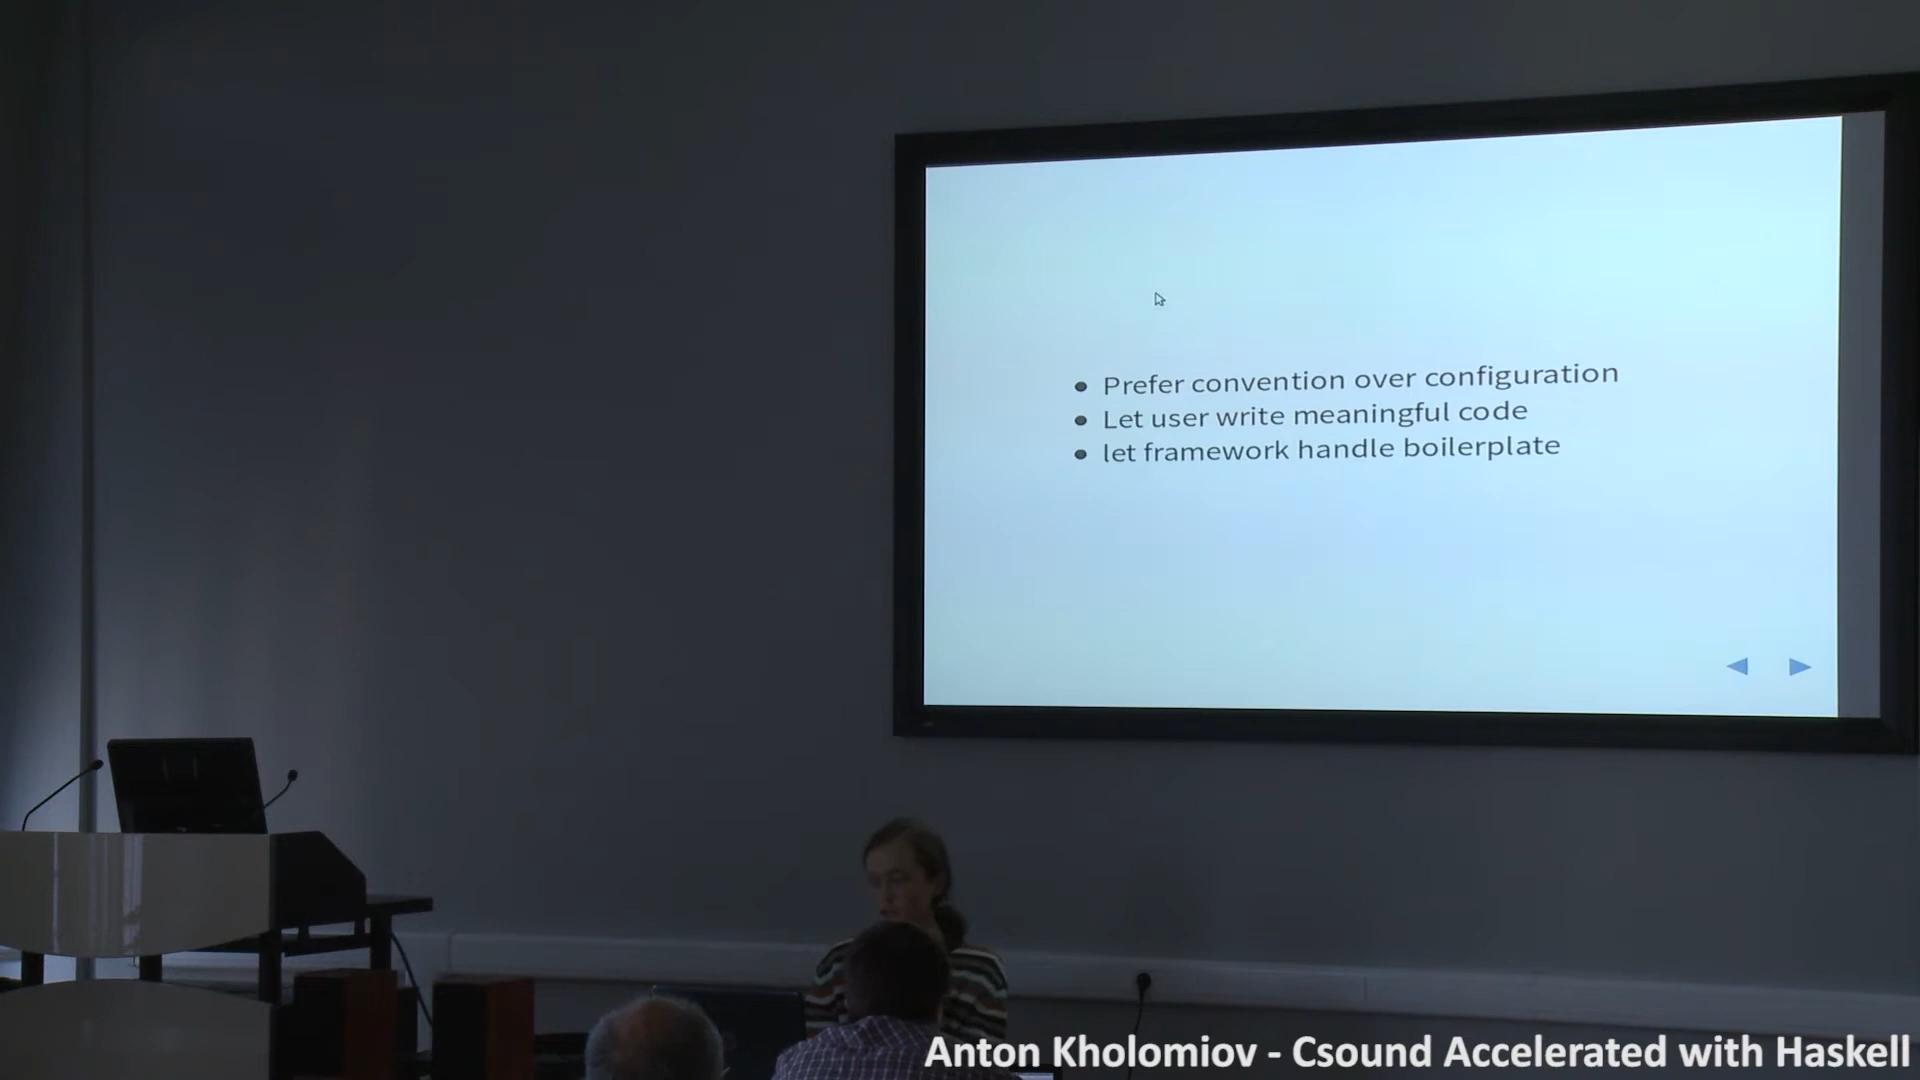 Prefer convention over configuration
Let user write meaningful code
let framework handle boilerplate
Anton Kholomiov - Csound Accelerated with Haskell